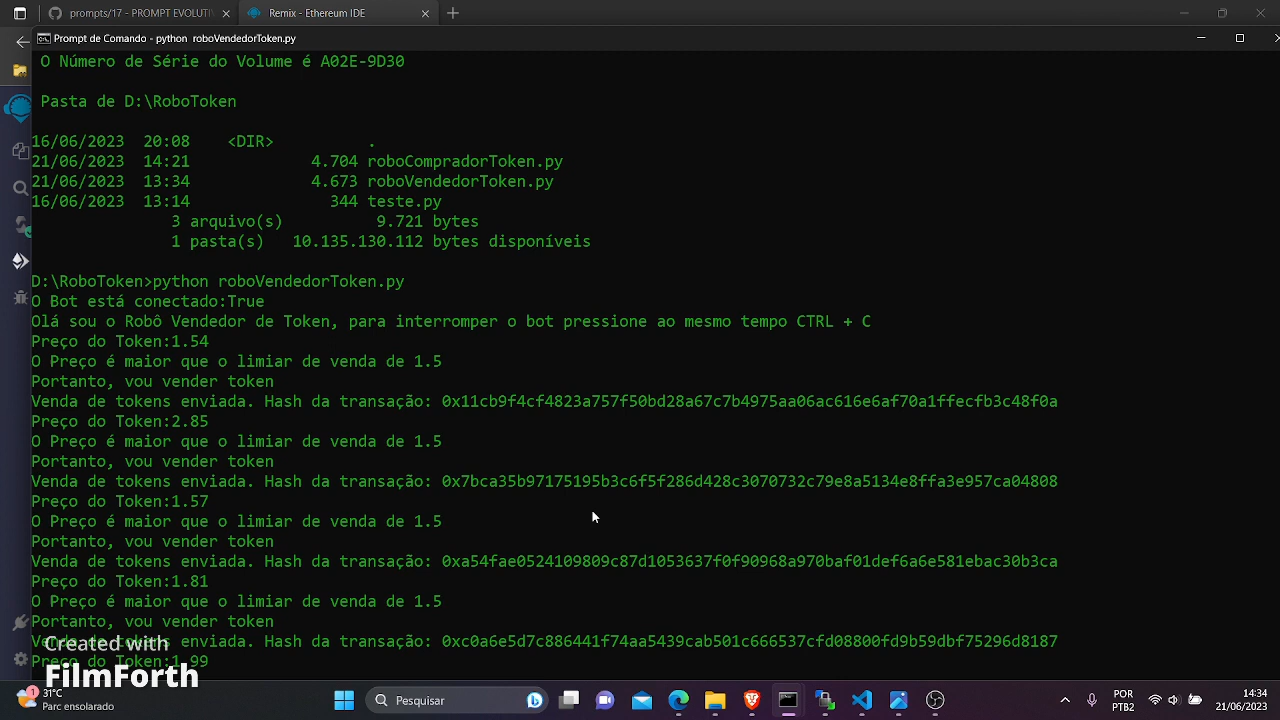 prompts/17 - PROMPT EVOLUTI
Remix - Ethereum IDE
Prompt de Comando - python roboVendedorToken.py
O Número de Série do Volume é A02E-9D30
Pasta de D:\RoboToken
16/06/2023 20:08 <DIR> .
21/06/2023 14:21 4.704 roboCompradorToken.py
21/06/2023 13:34 4.673 roboVendedorToken.py
16/06/2023 13:14 344 teste.py
3 arquivo(s) 9.721 bytes
1 pasta(s) 10.135.130.112 bytes disponíveis
D:\RoboToken>python roboVendedorToken.py
O Bot está conectado:True
Olá sou o Robô Vendedor de Token, para interromper o bot pressione ao mesmo tempo CTRL + C
Preço do Token:1.54
O Preço é maior que o limiar de venda de 1.5
Portanto, vou vender token
Venda de tokens enviada. Hash da transação: 0x11cb9f4cf4823a757f50bd28a67c7b4975aa06ac616e6af70a1ffecfb3c48f0a
Preço do Token:2.85
O Preço é maior que o limiar de venda de 1.5
Portanto, vou vender token
Venda de tokens enviada. Hash da transação: 0x7bca35b97175195b3c6f5f286d428c3070732c79e8a5134e8ffa3e957ca04808
Preço do Token:1.57
O Preço é maior que o limiar de venda de 1.5
Portanto, vou vender token
Venda de tokens enviada. Hash da transação: 0xa54fae0524109809c87d1053637f0f90968a970baf01def6a6e581ebac30b3ca
Preço do Token:1.81
O Preço é maior que o limiar de venda de 1.5
Portanto, vou vender token
Venda de tokens enviada. Hash da transação: 0xc0a6e5d7c886441f74aa5439cab501c666537cfd08800fd9b59dbf75296d8187
Preço do Token:1.99
Created with
FilmForth
1
31°C
Parc ensolarado
Pesquisar
POR
PTB2
14:34
21/06/2023